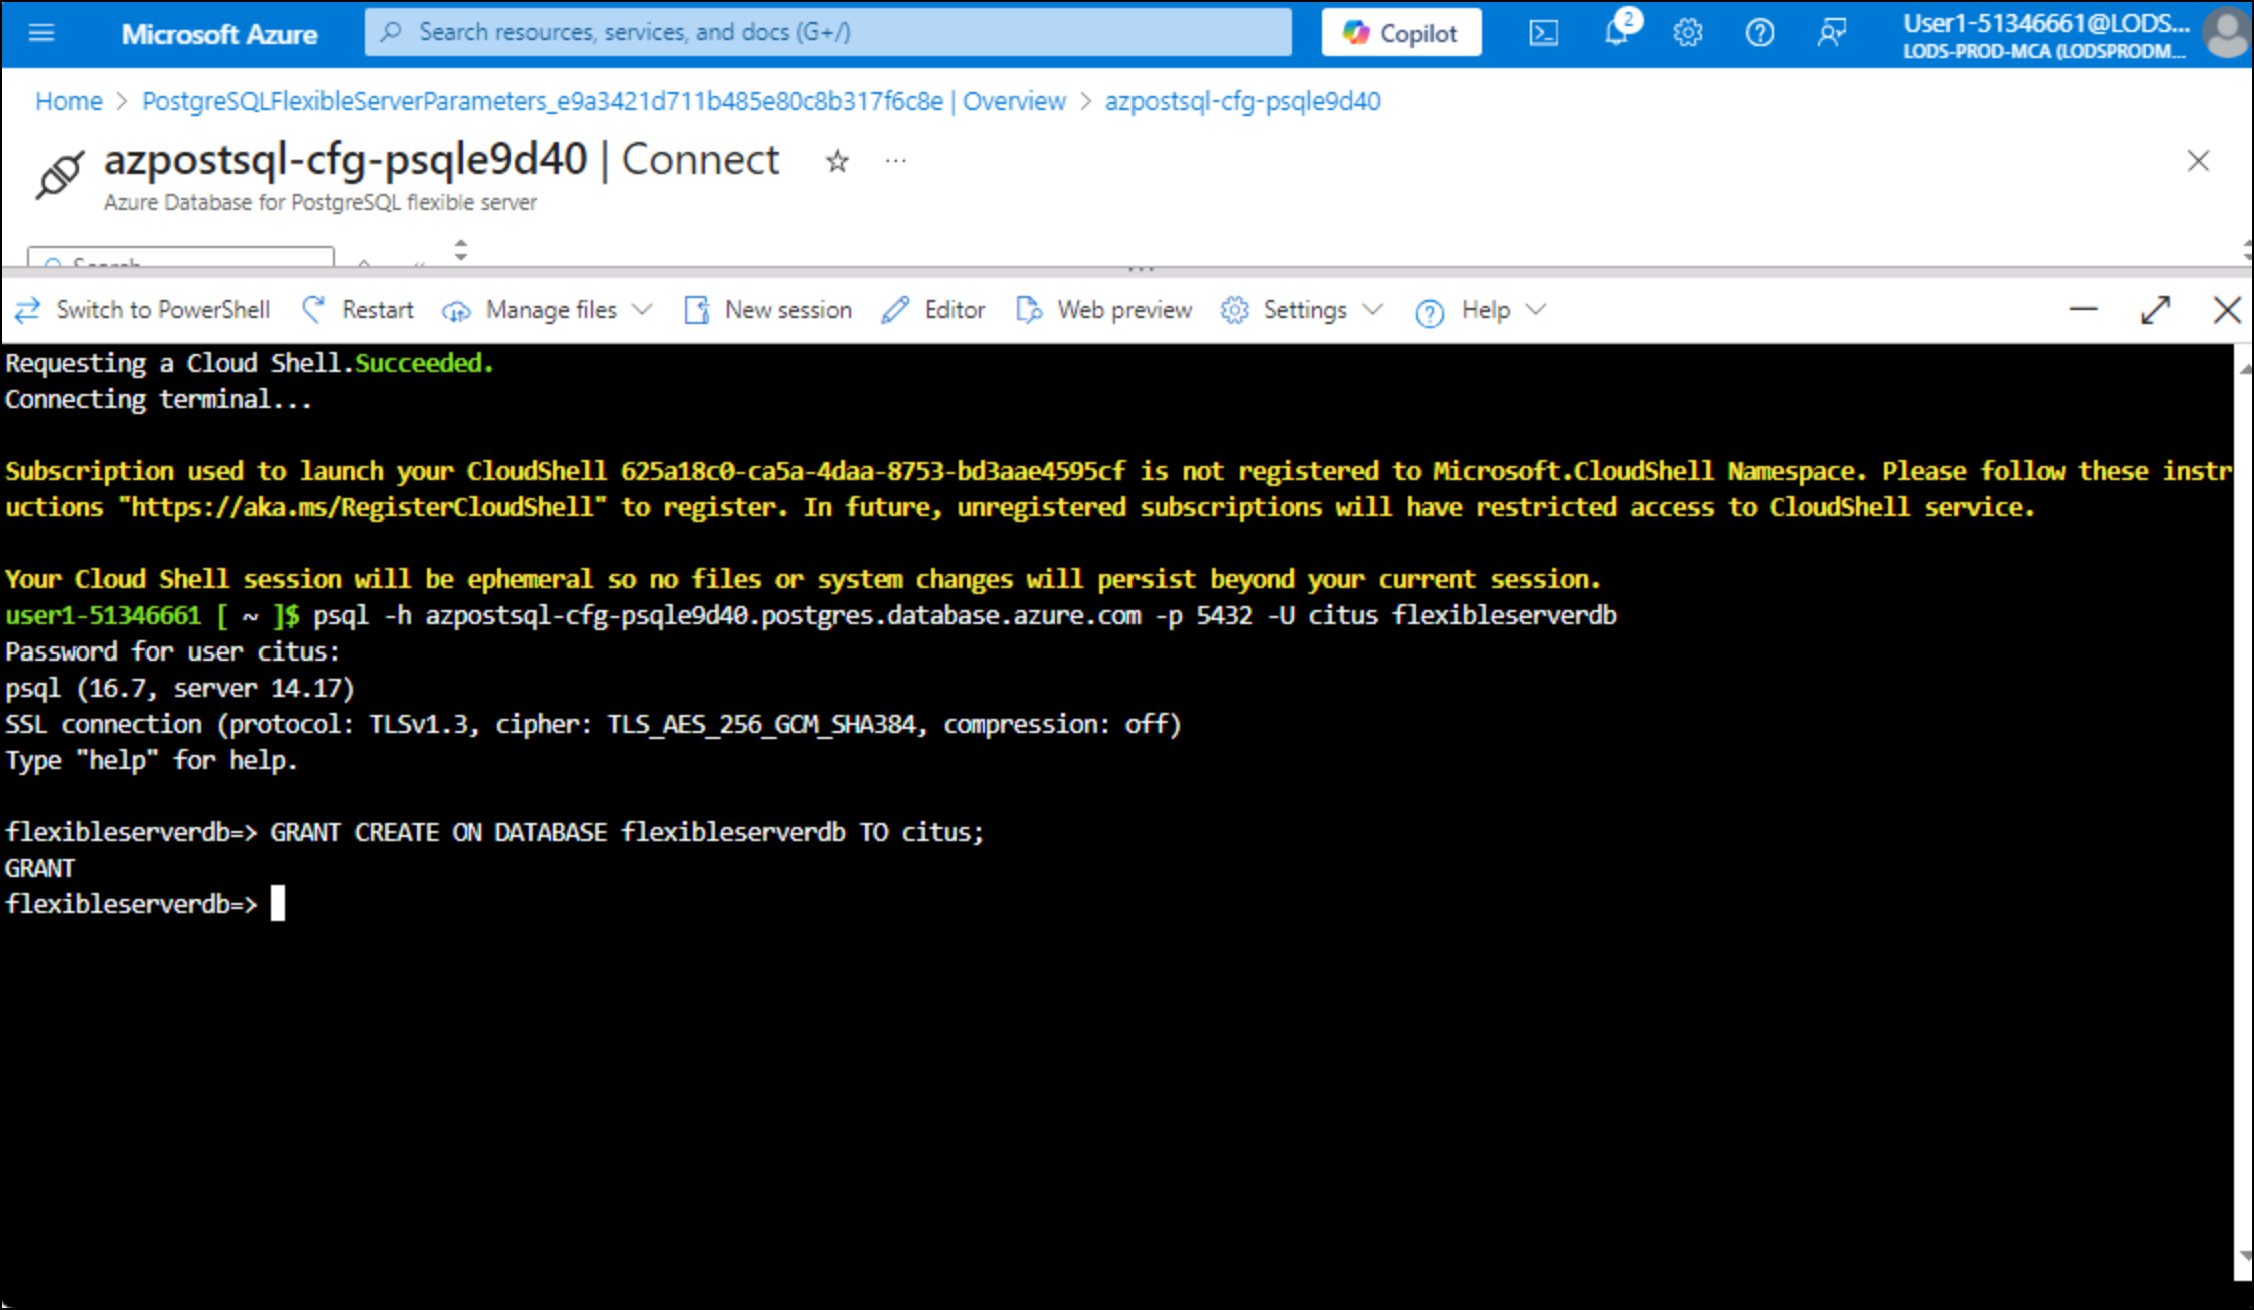 Microsoft Azure
Search resources, services, and docs (G+/)
Copilot
2
User1-51346661@LODS...
LODS-PROD-MCA (LODSPRODM...
Home > PostgreSQLFlexibleServerParameters_e9a3421d711b485e80c8b317f6c8e | Overview > azpostsql-cfg-psqle9d40
azpostsql-cfg-psqle9d40 | Connect
Azure Database for PostgreSQL flexible server
Search
Switch to PowerShell Restart Manage files New session Editor Web preview Settings Help
Requesting a Cloud Shell.Succeeded.
Connecting terminal...
Subscription used to launch your CloudShell 625a18c0-ca5a-4daa-8753-bd3aae4595cf is not registered to Microsoft.CloudShell Namespace. Please follow these instr
uctions "https://aka.ms/RegisterCloudShell" to register. In future, unregistered subscriptions will have restricted access to CloudShell service.
Your Cloud Shell session will be ephemeral so no files or system changes will persist beyond your current session.
user1-51346661 [ ~ ]$ psql -h azpostsql-cfg-psqle9d40.postgres.database.azure.com -p 5432 -U citus flexibleserverdb
Password for user citus:
psql (16.7, server 14.17)
SSL connection (protocol: TLSv1.3, cipher: TLS_AES_256_GCM_SHA384, compression: off)
Type "help" for help.
flexibleserverdb=> GRANT CREATE ON DATABASE flexibleserverdb TO citus;
GRANT
flexibleserverdb=>